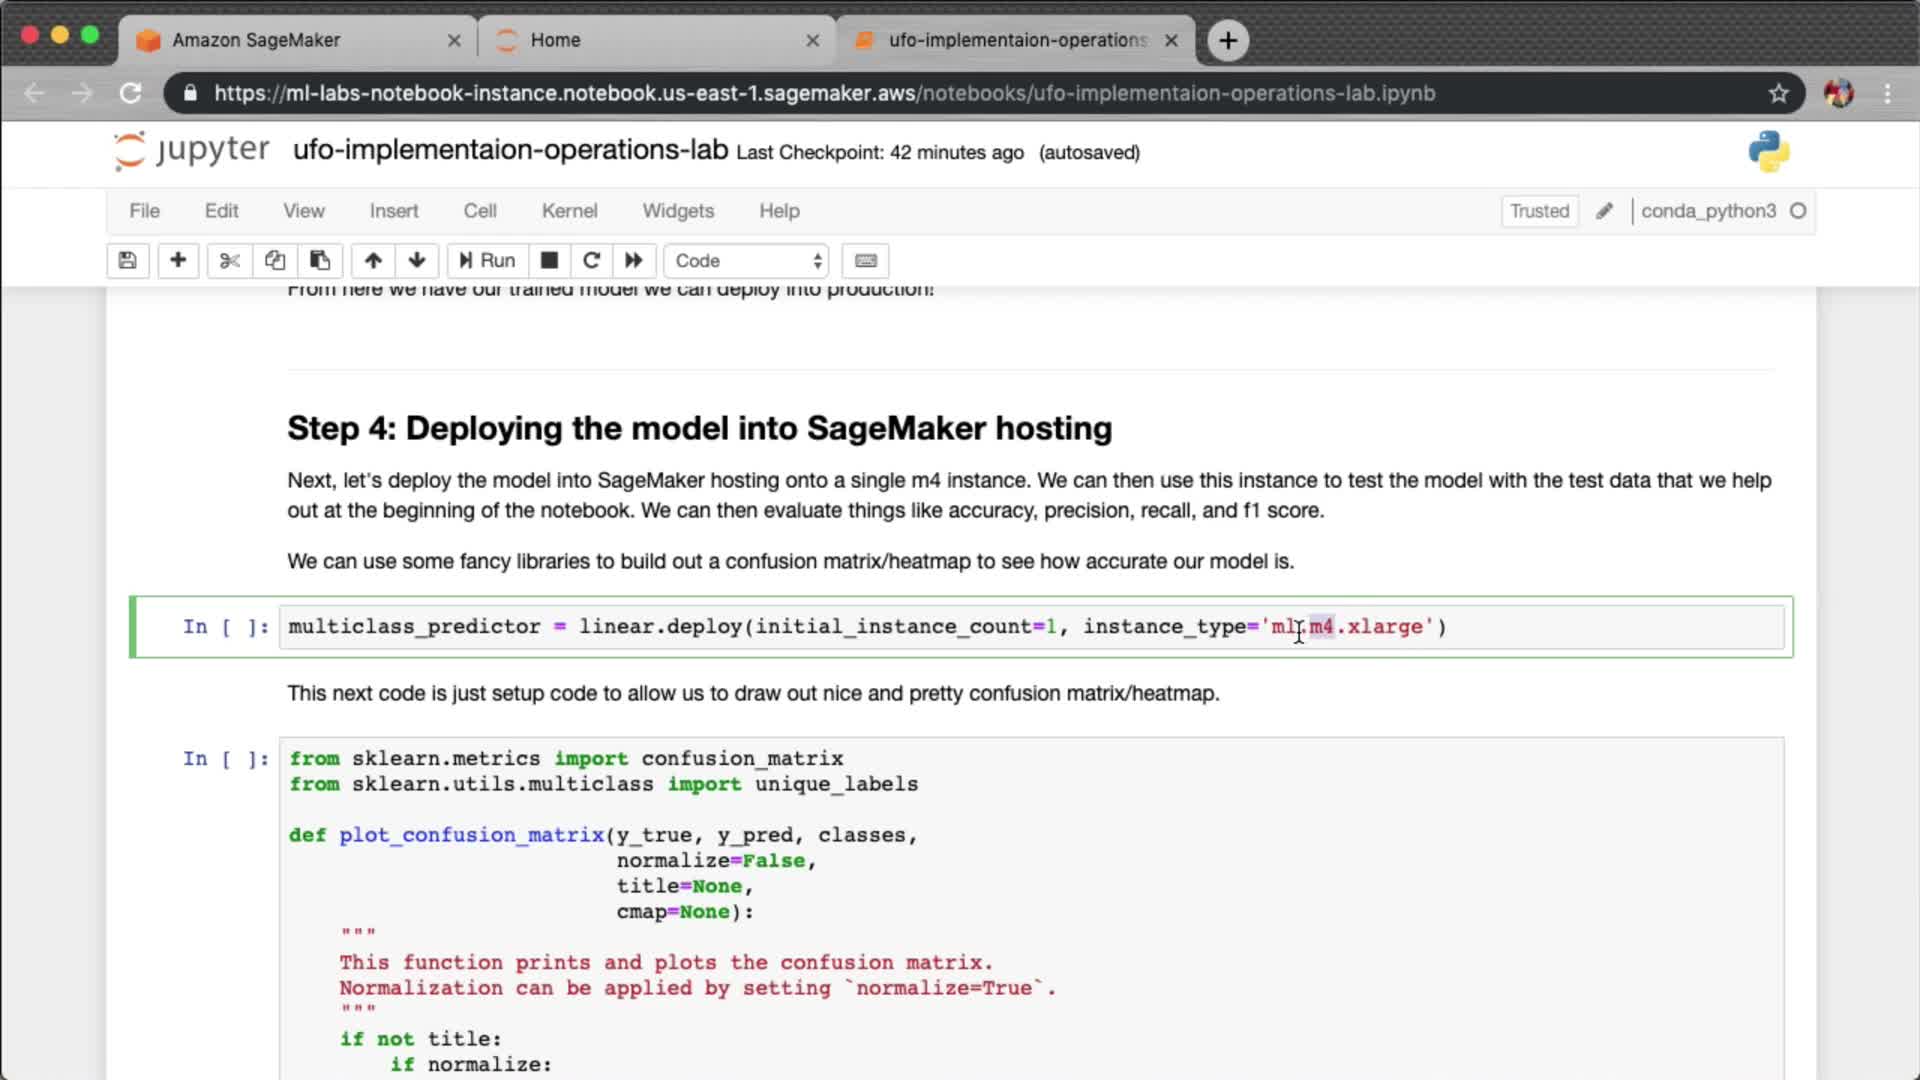 Amazon SageMaker
Home
ufo-implementaion-operations
https://ml-labs-notebook-instance.notebook.us-east-1.sagemaker.aws/notebooks/ufo-implementaion-operations-lab.ipynb
jupyter ufo-implementaion-operations-lab Last Checkpoint: 42 minutes ago (autosaved)
File Edit View Insert Cell Kernel Widgets Help Trusted conda_python3
Run Code
From here we have our trained model we can deploy into production!
Step 4: Deploying the model into SageMaker hosting
Next, let's deploy the model into SageMaker hosting onto a single m4 instance. We can then use this instance to test the model with the test data that we help
out at the beginning of the notebook. We can then evaluate things like accuracy, precision, recall, and f1 score.
We can use some fancy libraries to build out a confusion matrix/heatmap to see how accurate our model is.
In [ ]: multiclass_predictor = linear.deploy(initial_instance_count=1, instance_type='ml.m4.xlarge')
This next code is just setup code to allow us to draw out nice and pretty confusion matrix/heatmap.
In [ ]: from sklearn.metrics import confusion_matrix
from sklearn.utils.multiclass import unique_labels
def plot_confusion_matrix(y_true, y_pred, classes,
normalize=False,
title=None,
cmap=None):
"""
This function prints and plots the confusion matrix.
Normalization can be applied by setting `normalize=True`.
"""
if not title:
if normalize: